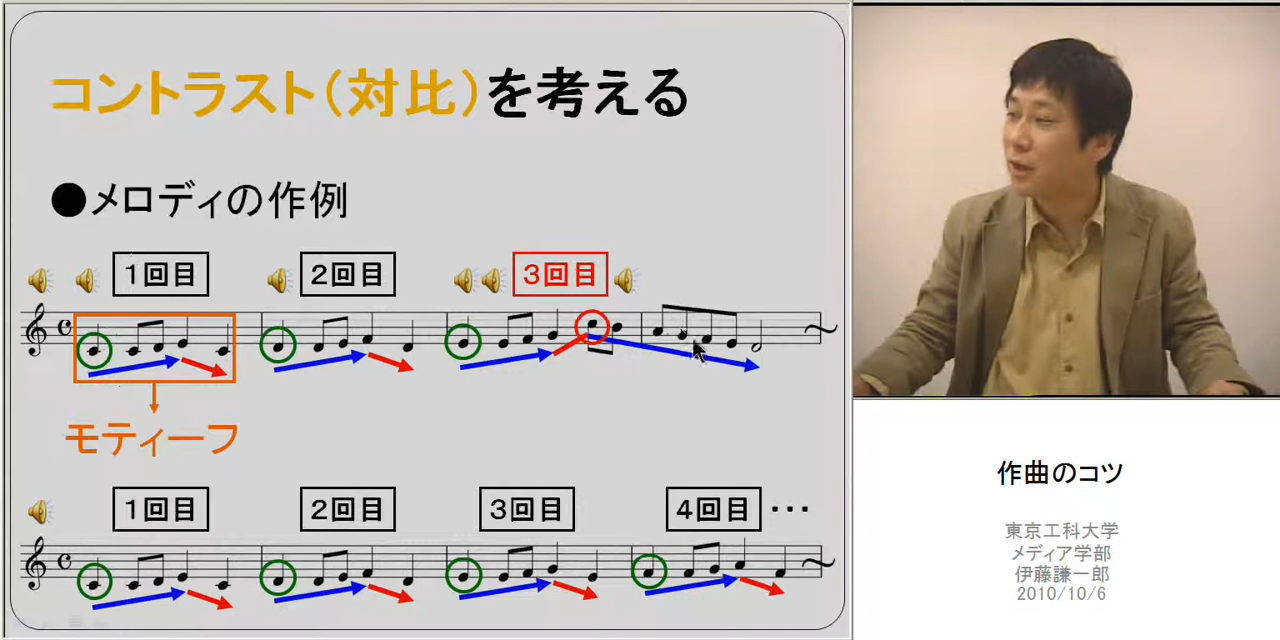 コントラスト(対比)を考える
●メロディの作例
1回目 2回目 3回目
モティーフ
1回目 2回目 3回目 4回目 ・・・
作曲のコツ
東京工科大学
メディア学部
伊藤謙一郎
2010/10/6